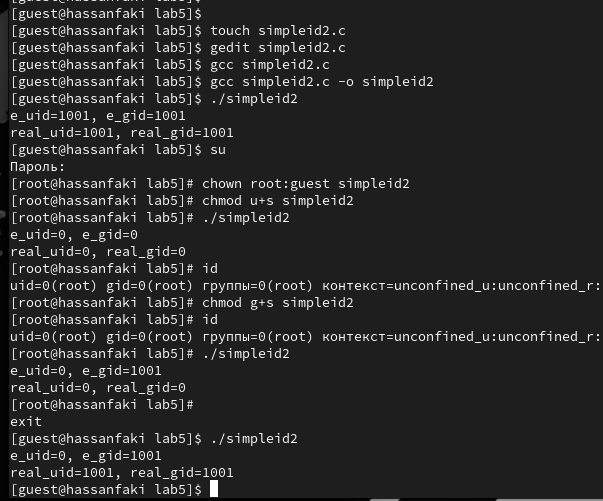 [guest@hassanfaki lab5]$
[guest@hassanfaki lab5]$ touch simpleid2.c
[guest@hassanfaki lab5]$ gedit simpleid2.c
[guest@hassanfaki lab5]$ gcc simpleid2.c
[guest@hassanfaki lab5]$ gcc simpleid2.c -o simpleid2
[guest@hassanfaki lab5]$ ./simpleid2
e_uid=1001, e_gid=1001
real_uid=1001, real_gid=1001
[guest@hassanfaki lab5]$ su
Пароль:
[root@hassanfaki lab5]# chown root:guest simpleid2
[root@hassanfaki lab5]# chmod u+s simpleid2
[root@hassanfaki lab5]# ./simpleid2
e_uid=0, e_gid=0
real_uid=0, real_gid=0
[root@hassanfaki lab5]# id
uid=0(root) gid=0(root) группы=0(root) контекст=unconfined_u:unconfined_r:
[root@hassanfaki lab5]# chmod g+s simpleid2
[root@hassanfaki lab5]# id
uid=0(root) gid=0(root) группы=0(root) контекст=unconfined_u:unconfined_r:
[root@hassanfaki lab5]# ./simpleid2
e_uid=0, e_gid=1001
real_uid=0, real_gid=0
[root@hassanfaki lab5]#
exit
[guest@hassanfaki lab5]$ ./simpleid2
e_uid=0, e_gid=1001
real_uid=1001, real_gid=1001
[guest@hassanfaki lab5]$